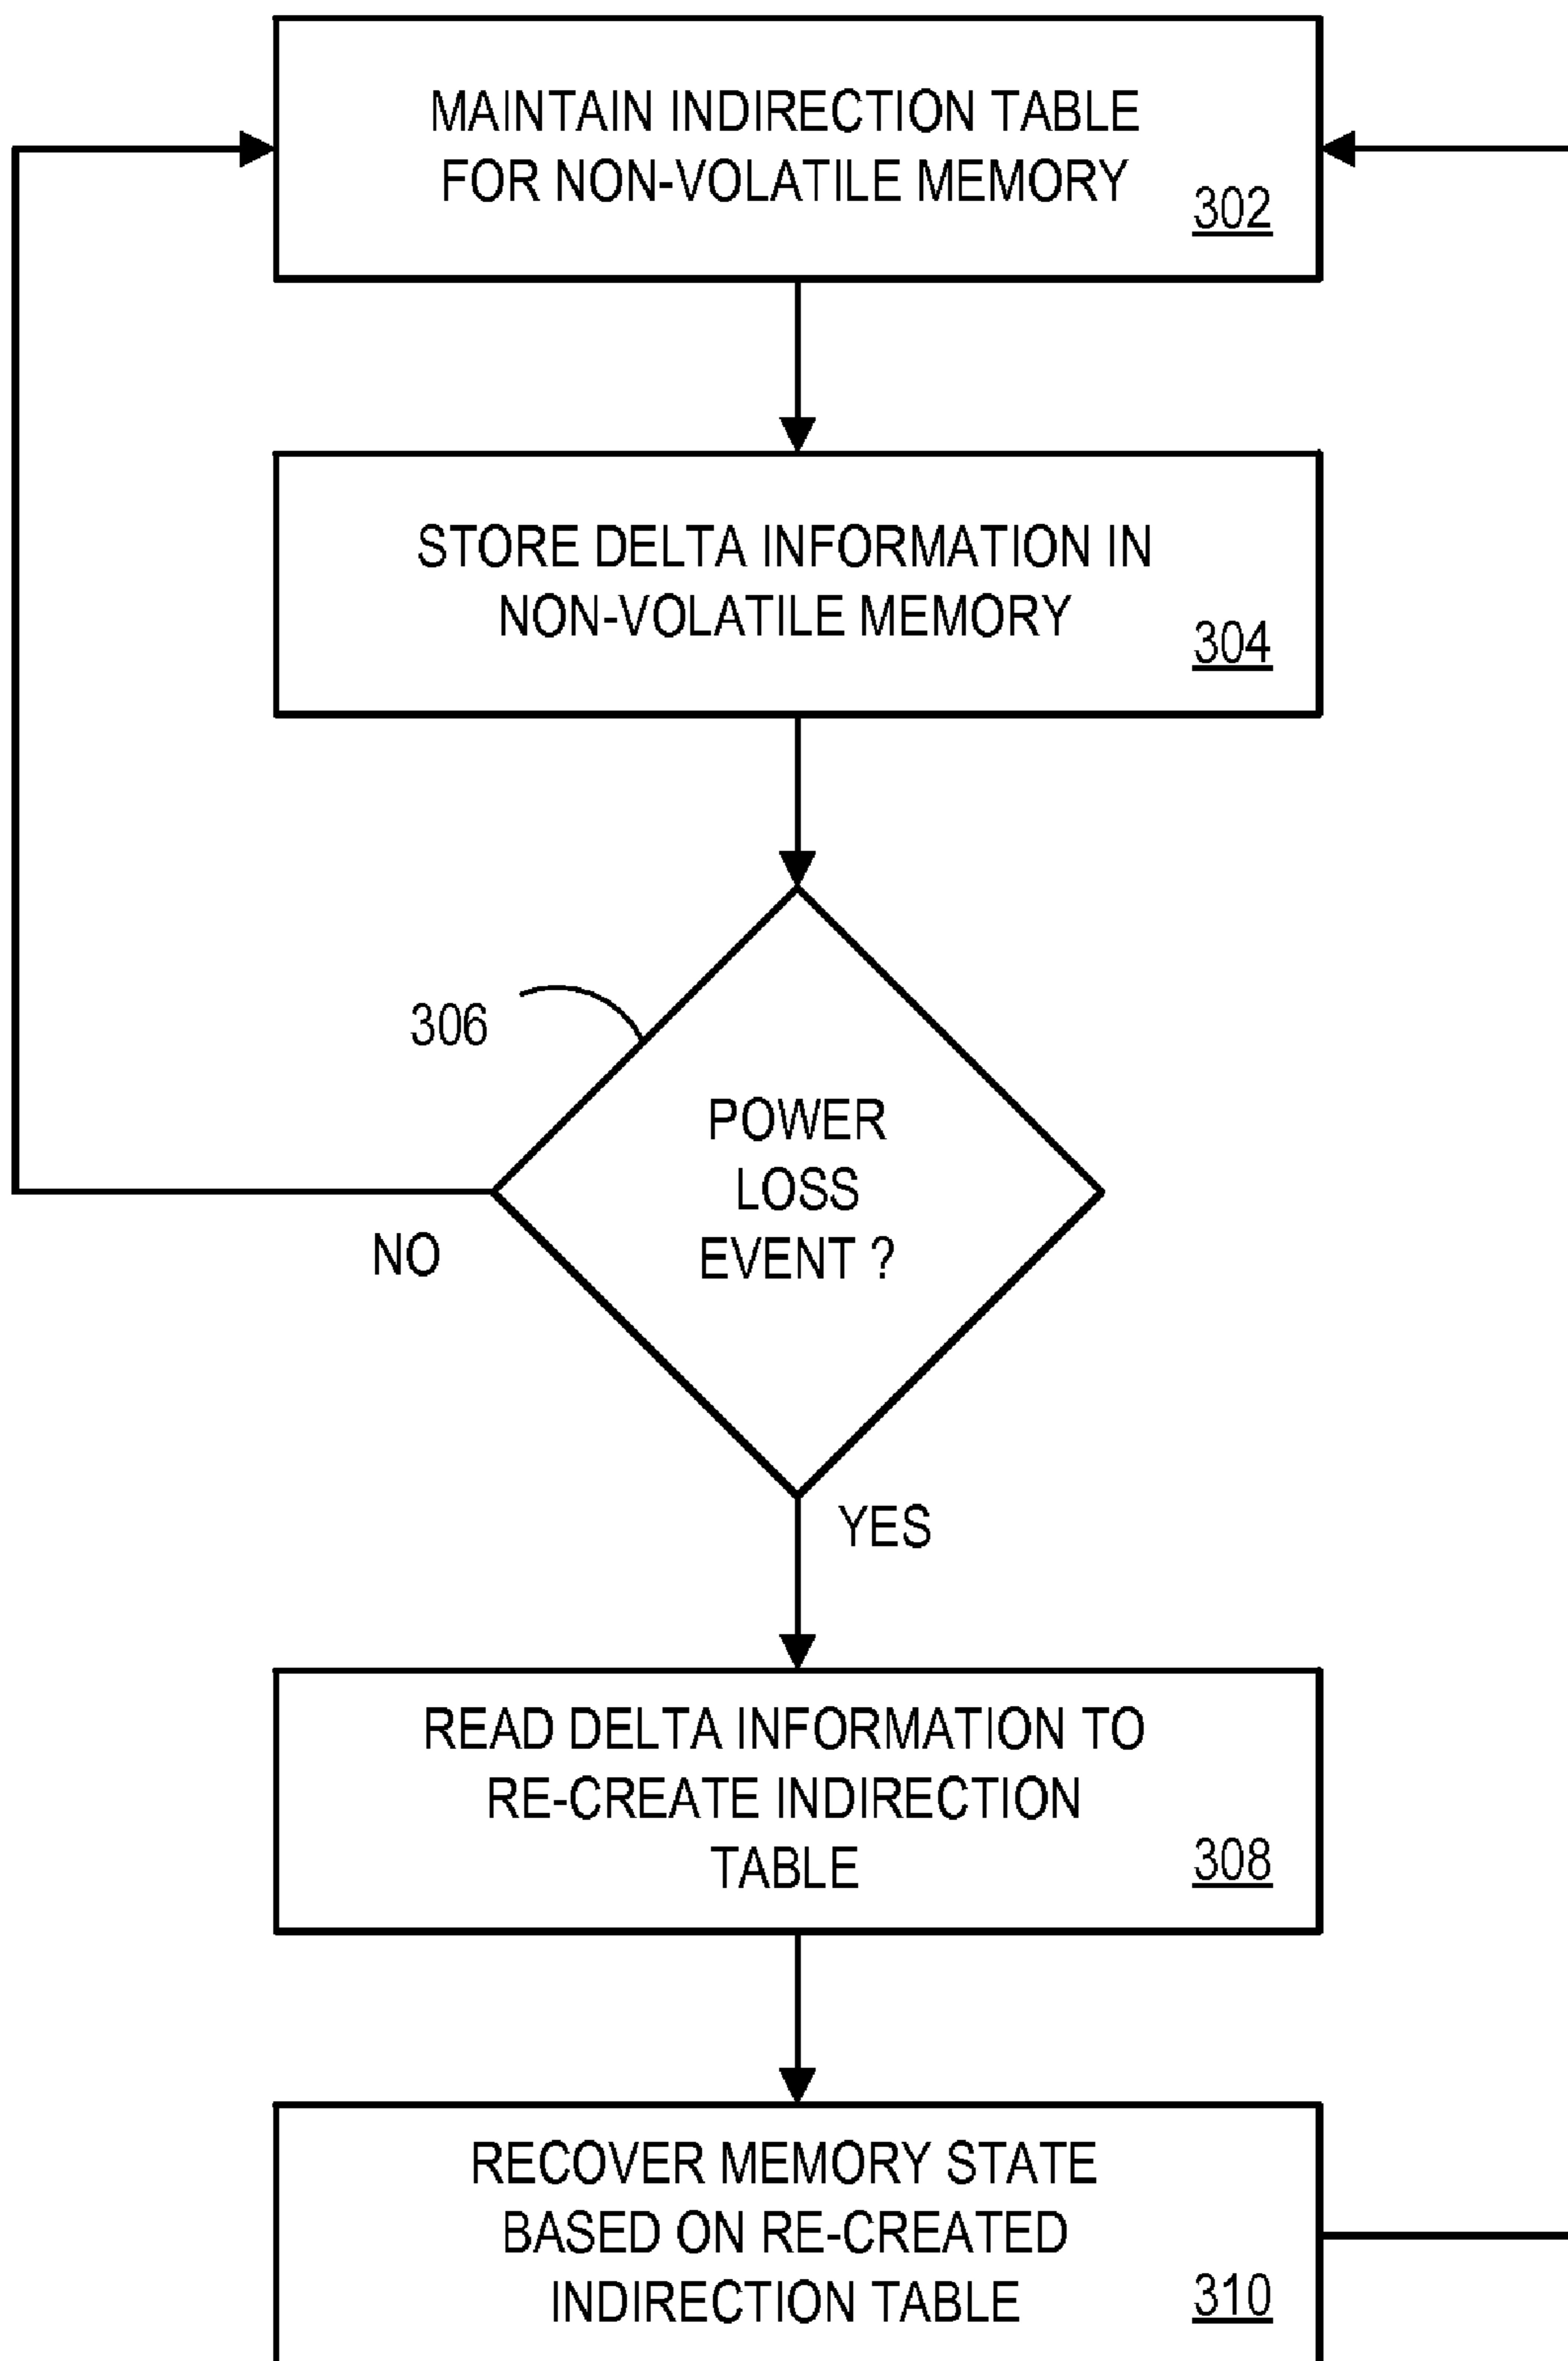 MAINTAIN INDIRECTION TABLE
FOR NON-VOLATILE MEMORY
302
STORE DELTA INFORMATION IN
NON-VOLATILE MEMORY
304
306
POWER
LOSS
EVENT ?
NO
YES
READ DELTA INFORMATION TO
RE-CREATE INDIRECTION
TABLE
308
RECOVER MEMORY STATE
BASED ON RE-CREATED
INDIRECTION TABLE
310